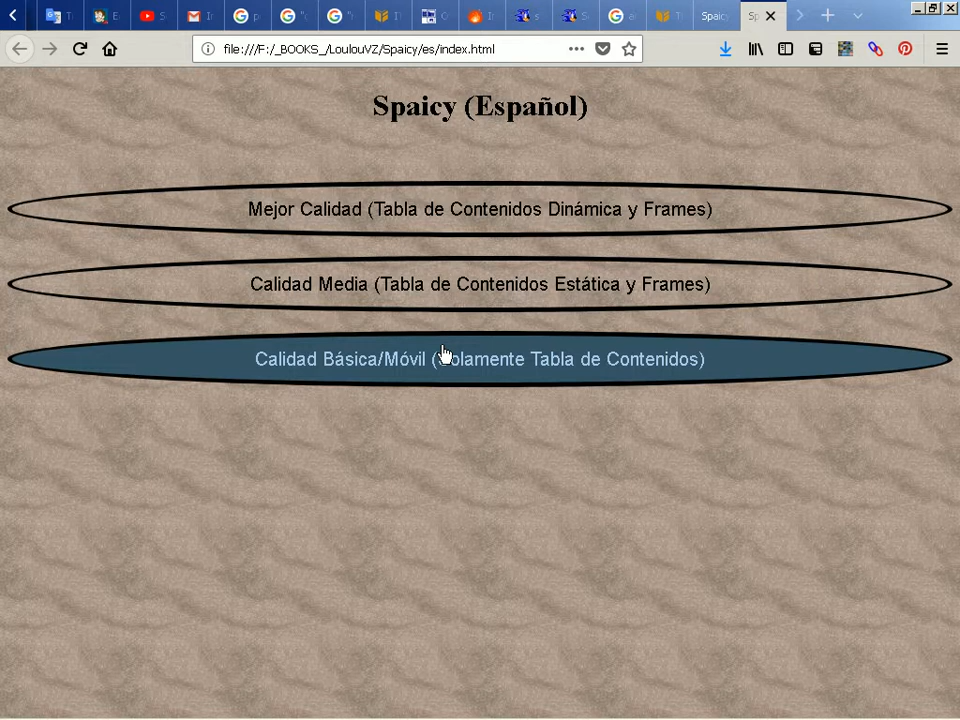 Spaicy
file:///F:/_BOOKS_/LoulouVZ/Spaicy/es/index.html
Spaicy (Español)
Mejor Calidad (Tabla de Contenidos Dinámica y Frames)
Calidad Media (Tabla de Contenidos Estática y Frames)
Calidad Básica/Móvil (Solamente Tabla de Contenidos)